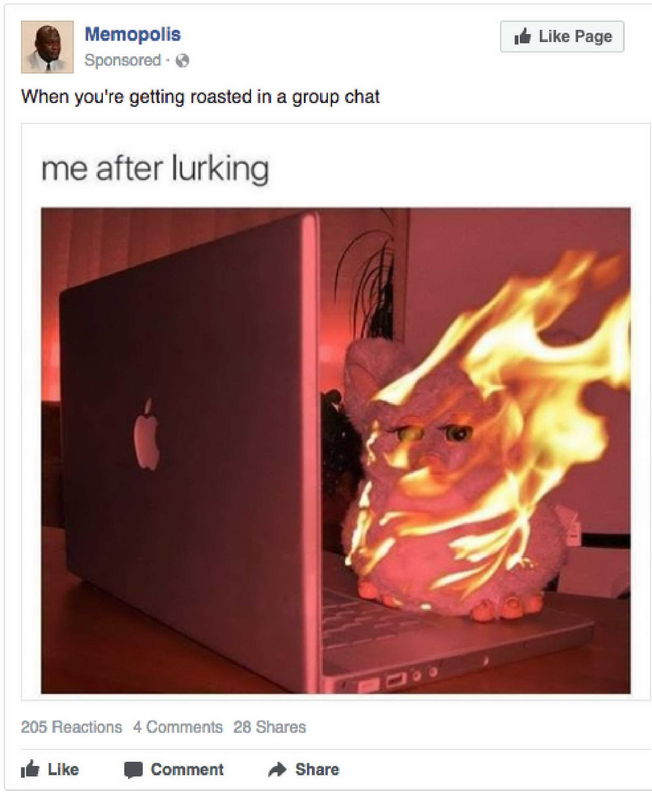 Memopolis
Like Page
Sponsored ·
When you're getting roasted in a group chat
me after lurking
205 Reactions 4 Comments 28 Shares
Like Comment Share